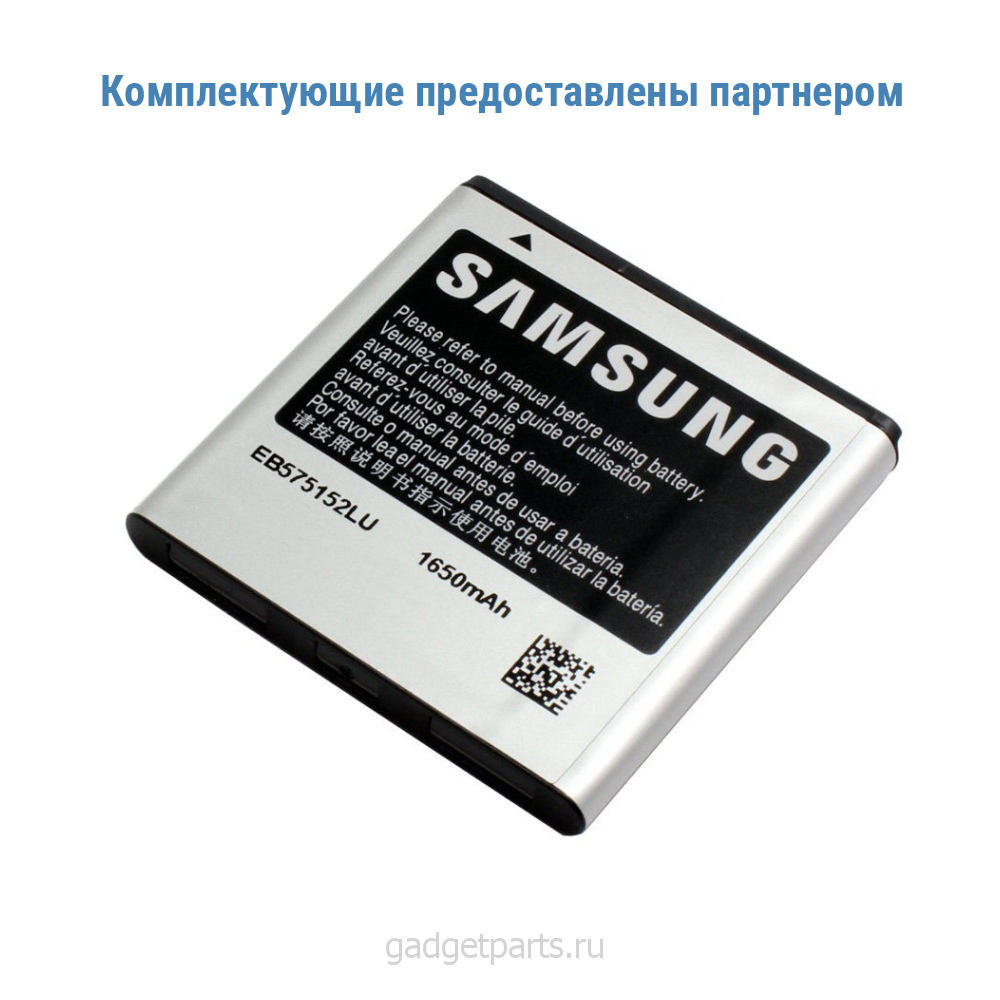 Комплектующие предоставлены партнером
SAMSUNG
Please refer to manual before using battery.
Veuillez consulter le guide d'utilisation
avant d'utiliser la pile.
Referez-vous au mode d'emploi
avant d'utiliser la batterie.
Consulte o manual antes de usar a bateria.
Por favor lea el manual antes de utilizar la batería.
请按照说明书指示使用电池。
EB575152LU
1650mAh
NT
gadgetparts.ru